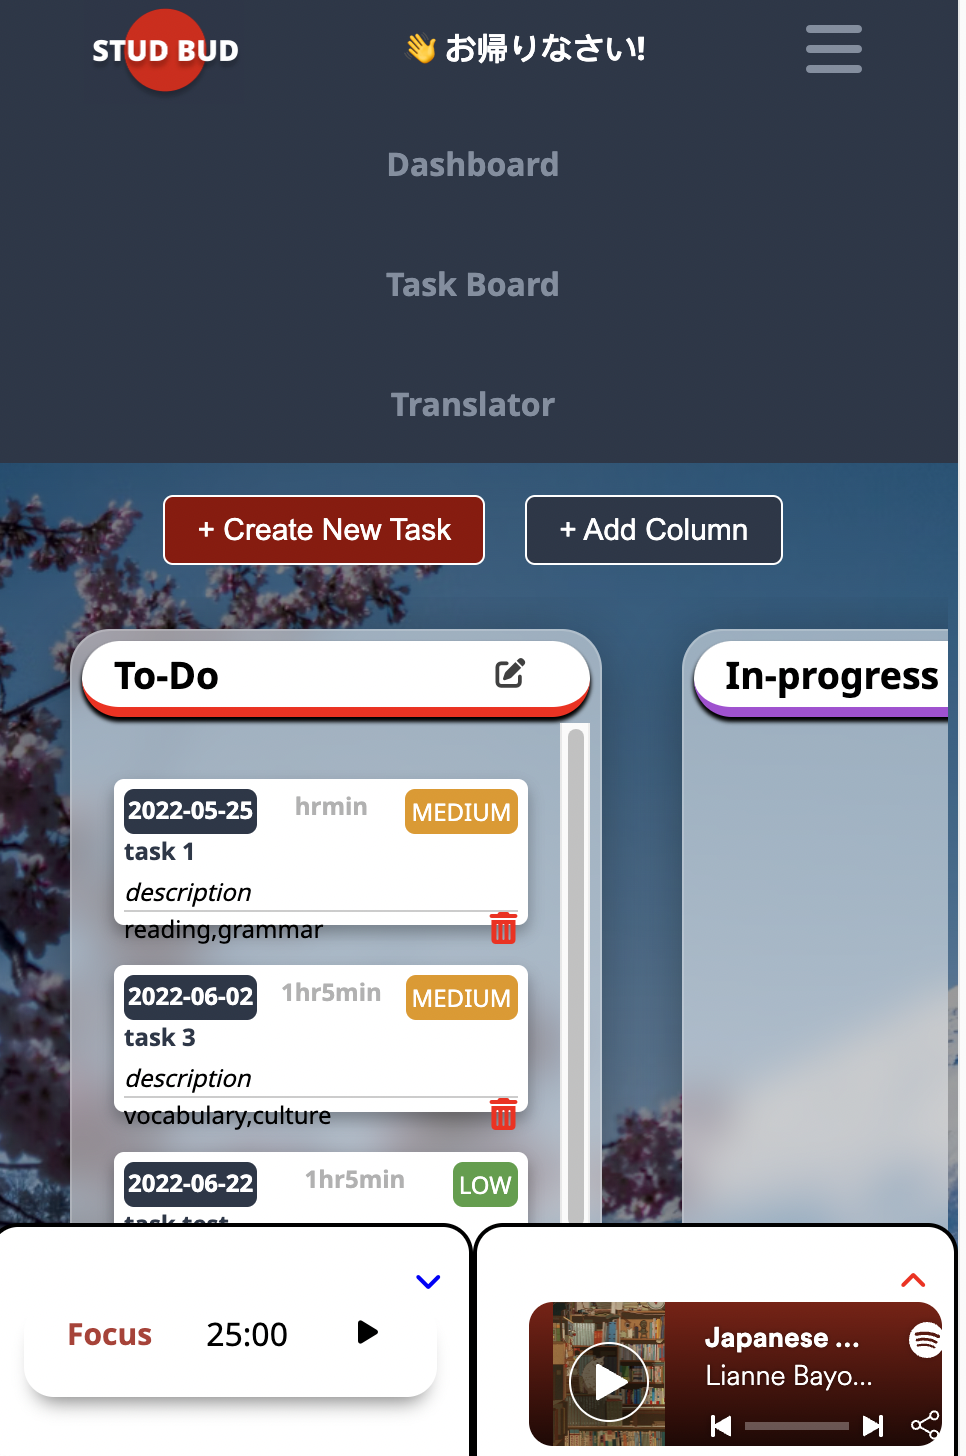 STUD BUD
👋 お帰りなさい!
Dashboard
Task Board
Translator
+ Create New Task
+ Add Column
To-Do
In-progress
2022-05-25 hrmin MEDIUM
task 1
description
reading,grammar
2022-06-02 1hr5min MEDIUM
task 3
description
vocabulary,culture
2022-06-22 1hr5min LOW
task test
Focus 25:00
Japanese ...
Lianne Bayo...